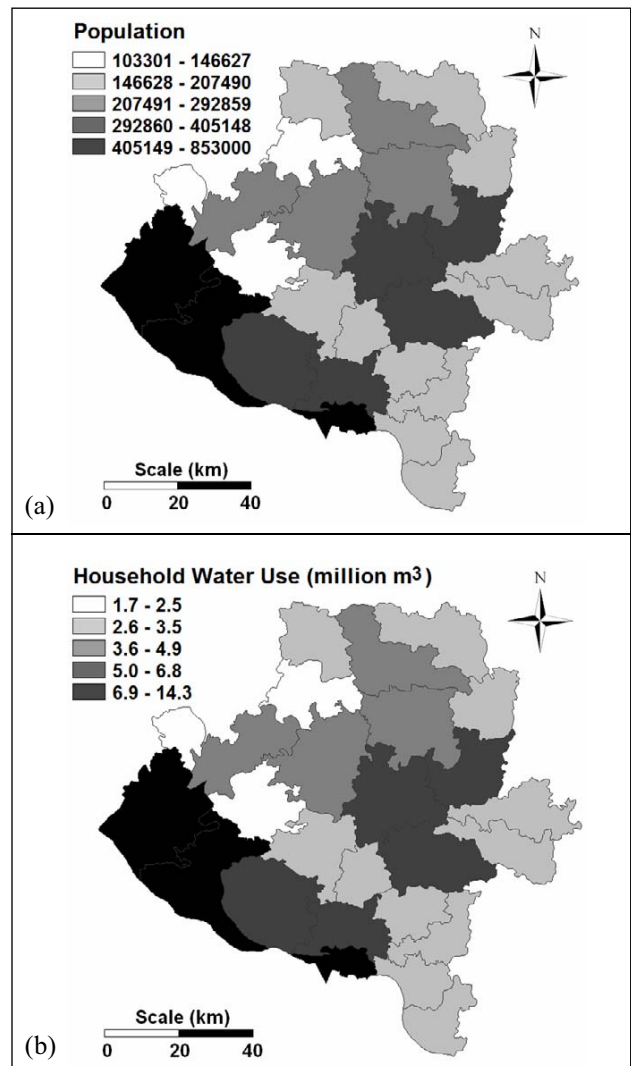 Population
103301 - 146627
146628 - 207490
207491 - 292859
292860 - 405148
405149 - 853000
N
Scale (km)
0 20 40
(a)
Household Water Use (million m³)
1.7 - 2.5
2.6 - 3.5
3.6 - 4.9
5.0 - 6.8
6.9 - 14.3
N
Scale (km)
0 20 40
(b)